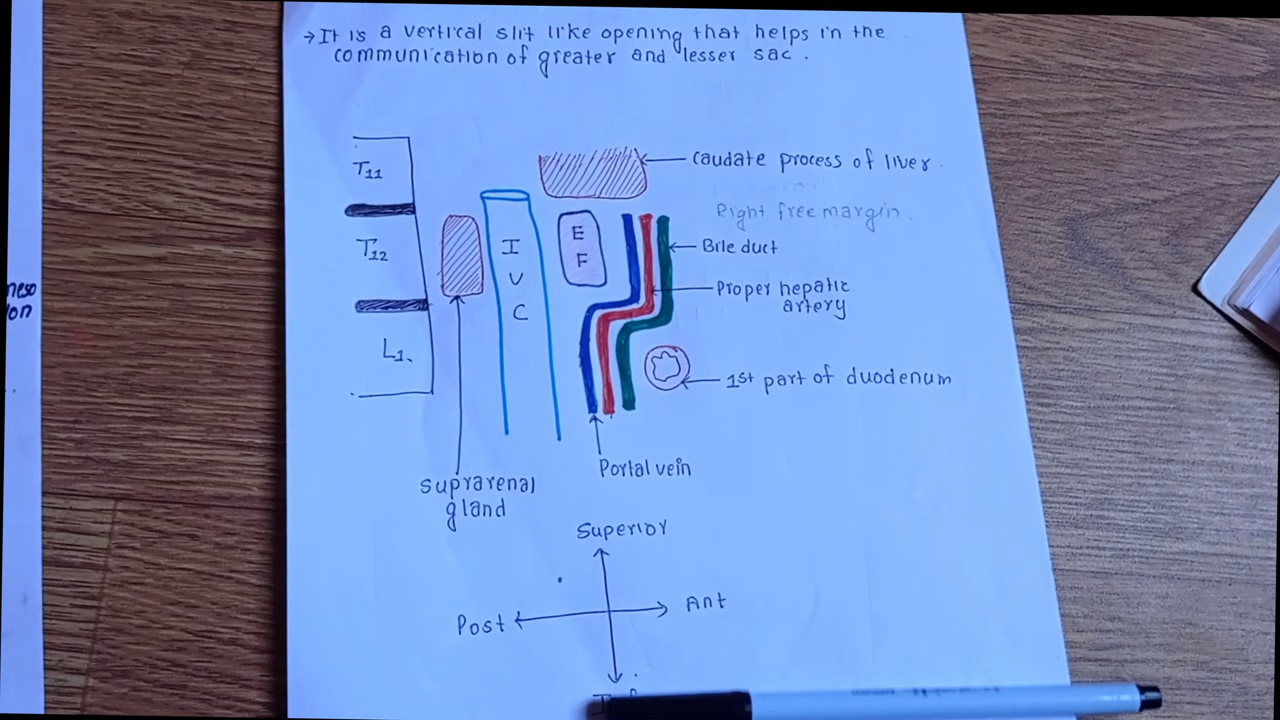 → It is a vertical slit like opening that helps in the
communication of greater and lesser sac.
T11
Caudate process of liver
Right free margin.
E
F
I
V
C
T12
Bile duct
Proper hepatic
artery
L1.
1st part of duodenum
Portal vein
Suprarenal
gland
Superior
Post
Ant